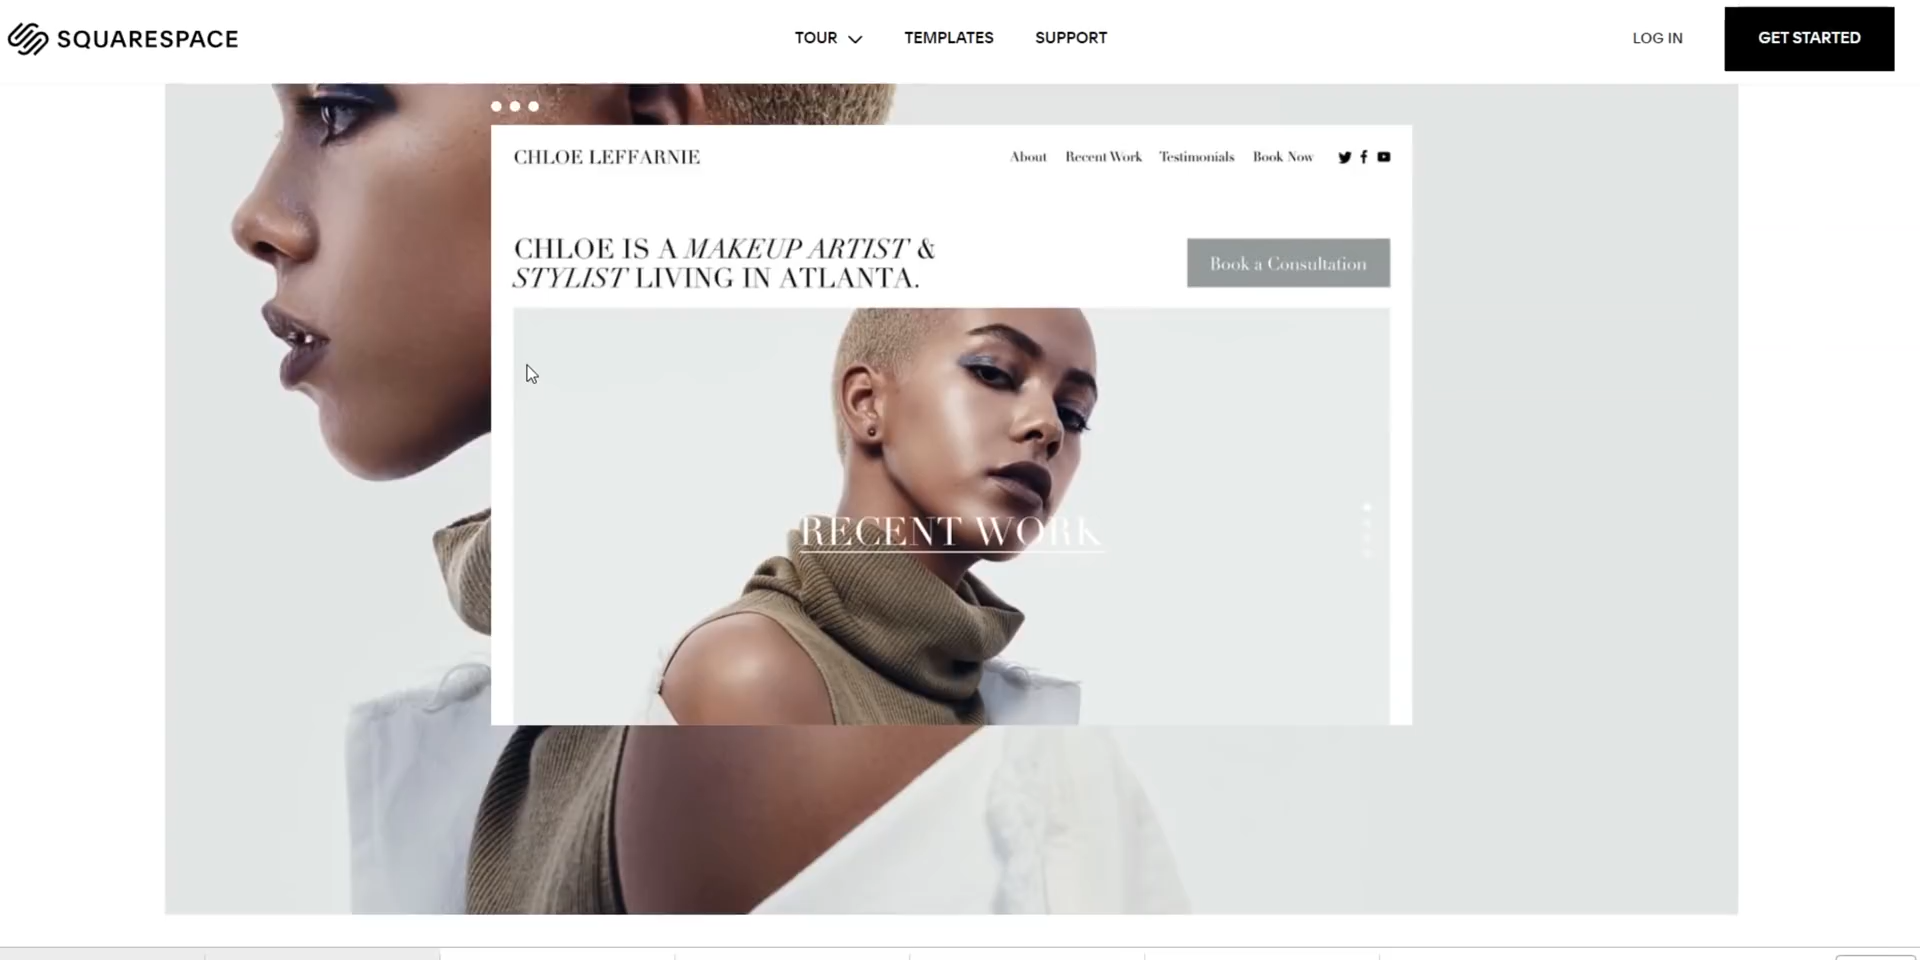 SQUARESPACE
TOUR
TEMPLATES
SUPPORT
LOG IN
GET STARTED
CHLOE LEFFARNIE
About
Recent Work
Testimonials
Book Now
CHLOE IS A MAKEUP ARTIST &
STYLIST LIVING IN ATLANTA.
Book a Consultation
RECENT WORK